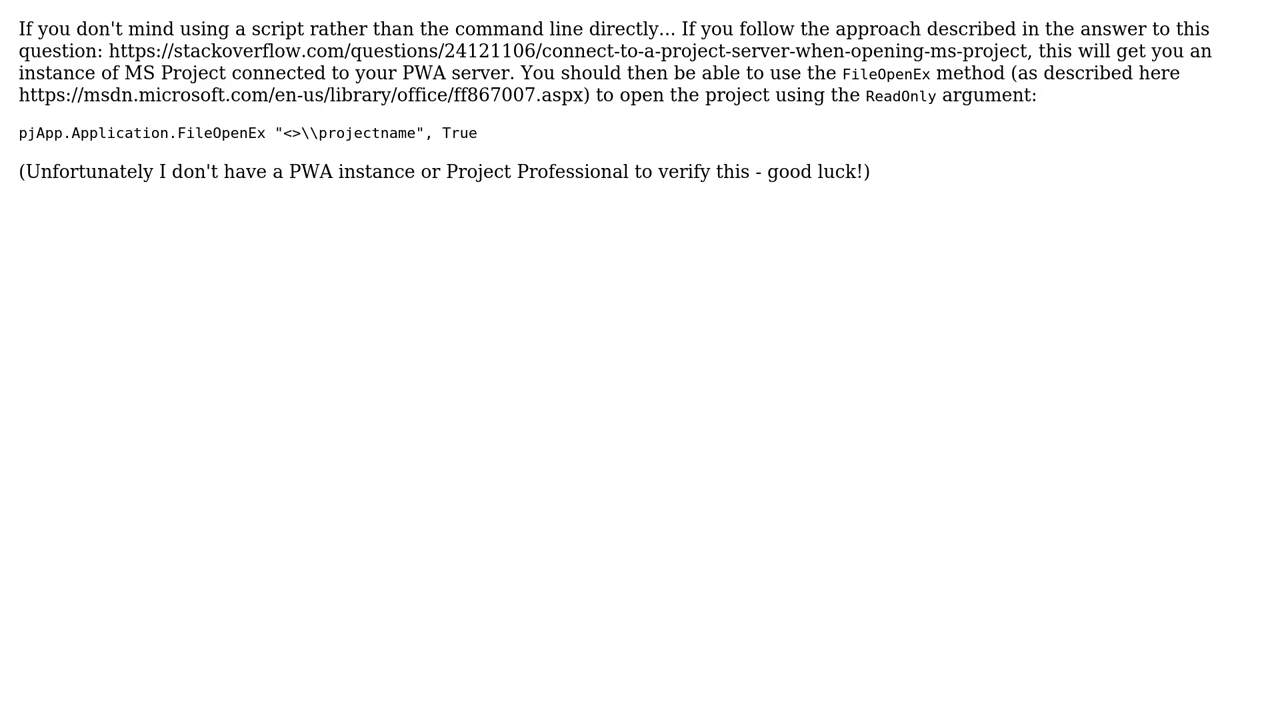 If you don't mind using a script rather than the command line directly... If you follow the approach described in the answer to this
question: https://stackoverflow.com/questions/24121106/connect-to-a-project-server-when-opening-ms-project, this will get you an
instance of MS Project connected to your PWA server. You should then be able to use the FileOpenEx method (as described here
https://msdn.microsoft.com/en-us/library/office/ff867007.aspx) to open the project using the ReadOnly argument:
pjApp.Application.FileOpenEx "<>\\projectname", True
(Unfortunately I don't have a PWA instance or Project Professional to verify this - good luck!)